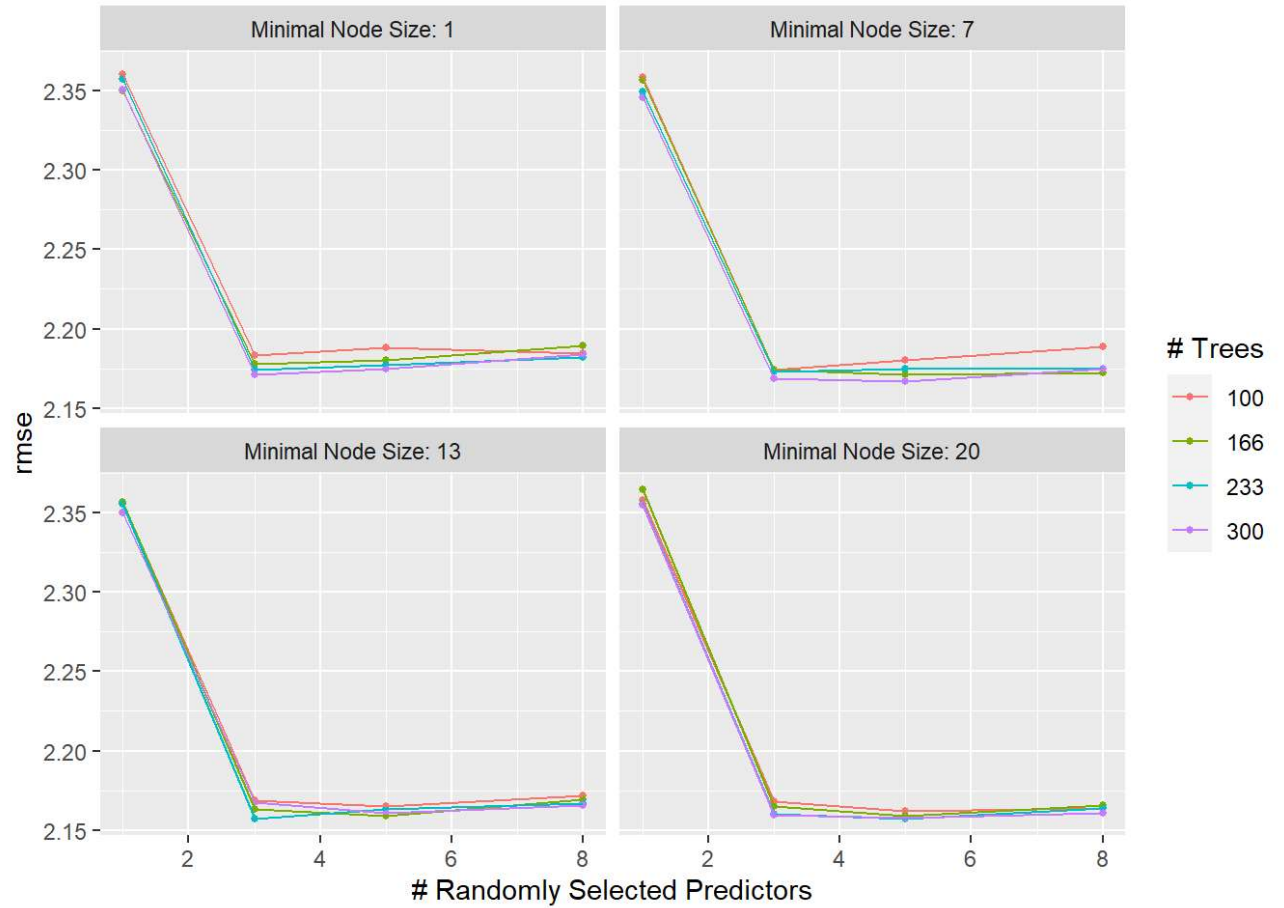 Minimal Node Size: 1
Minimal Node Size: 7
2.35
2.30
2.25
2.20
2.15
Minimal Node Size: 13
Minimal Node Size: 20
2.35
2.30
2.25
2.20
2.15
2 4 6 8
2 4 6 8
# Randomly Selected Predictors
rmse
# Trees
100
166
233
300